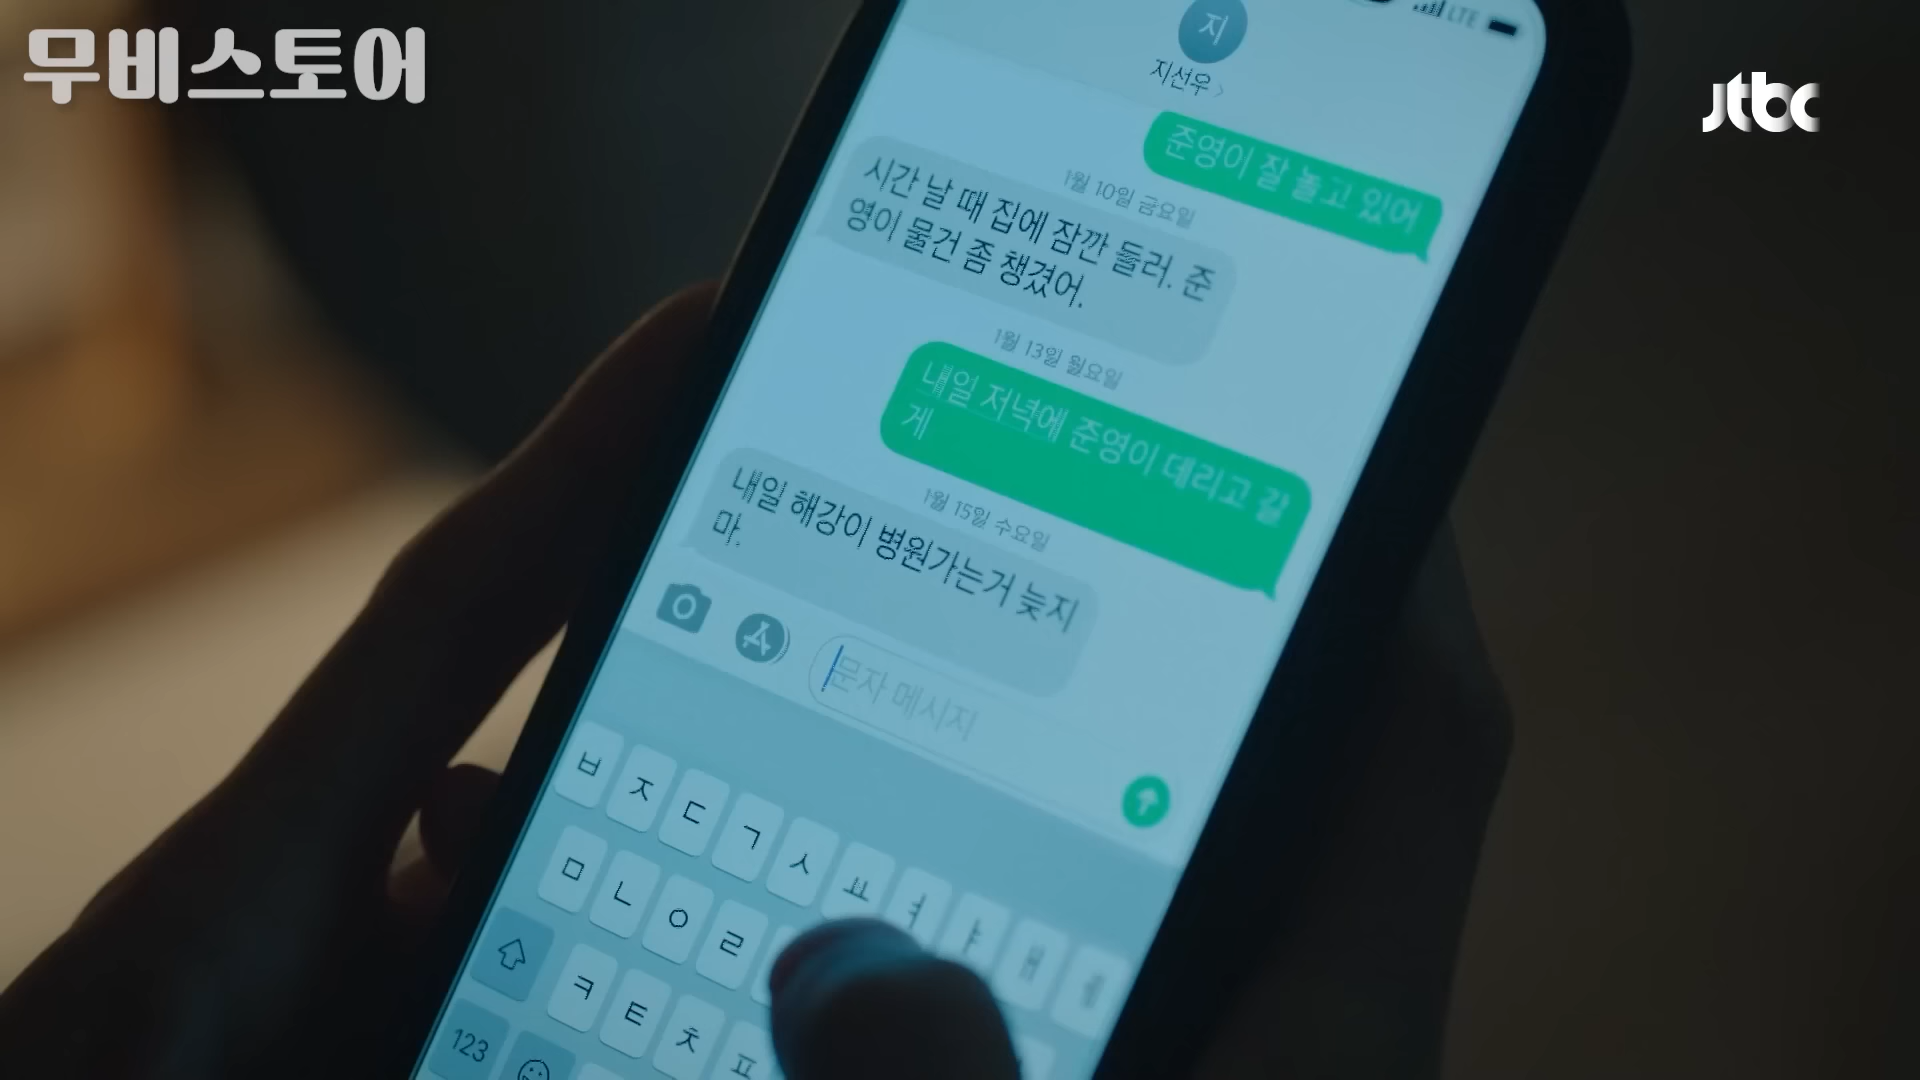 무비스토어
jtbc
LTE
지
지선우
준영이 잘 놀고 있어
1월 10일 금요일
시간 날 때 집에 잠깐 들러. 준
영이 물건 좀 챙겼어.
1월 13일 월요일
내일 저녁에 준영이 데리고 갈
게
1월 15일 수요일
내일 해강이 병원가는거 늦지
마.
문자 메시지
ㅂ ㅈ ㄷ ㄱ ㅅ ㅛ ㅕ ㅑ ㅐ ㅔ
ㅁ ㄴ ㅇ ㄹ
ㅋ ㅌ ㅊ ㅍ
123